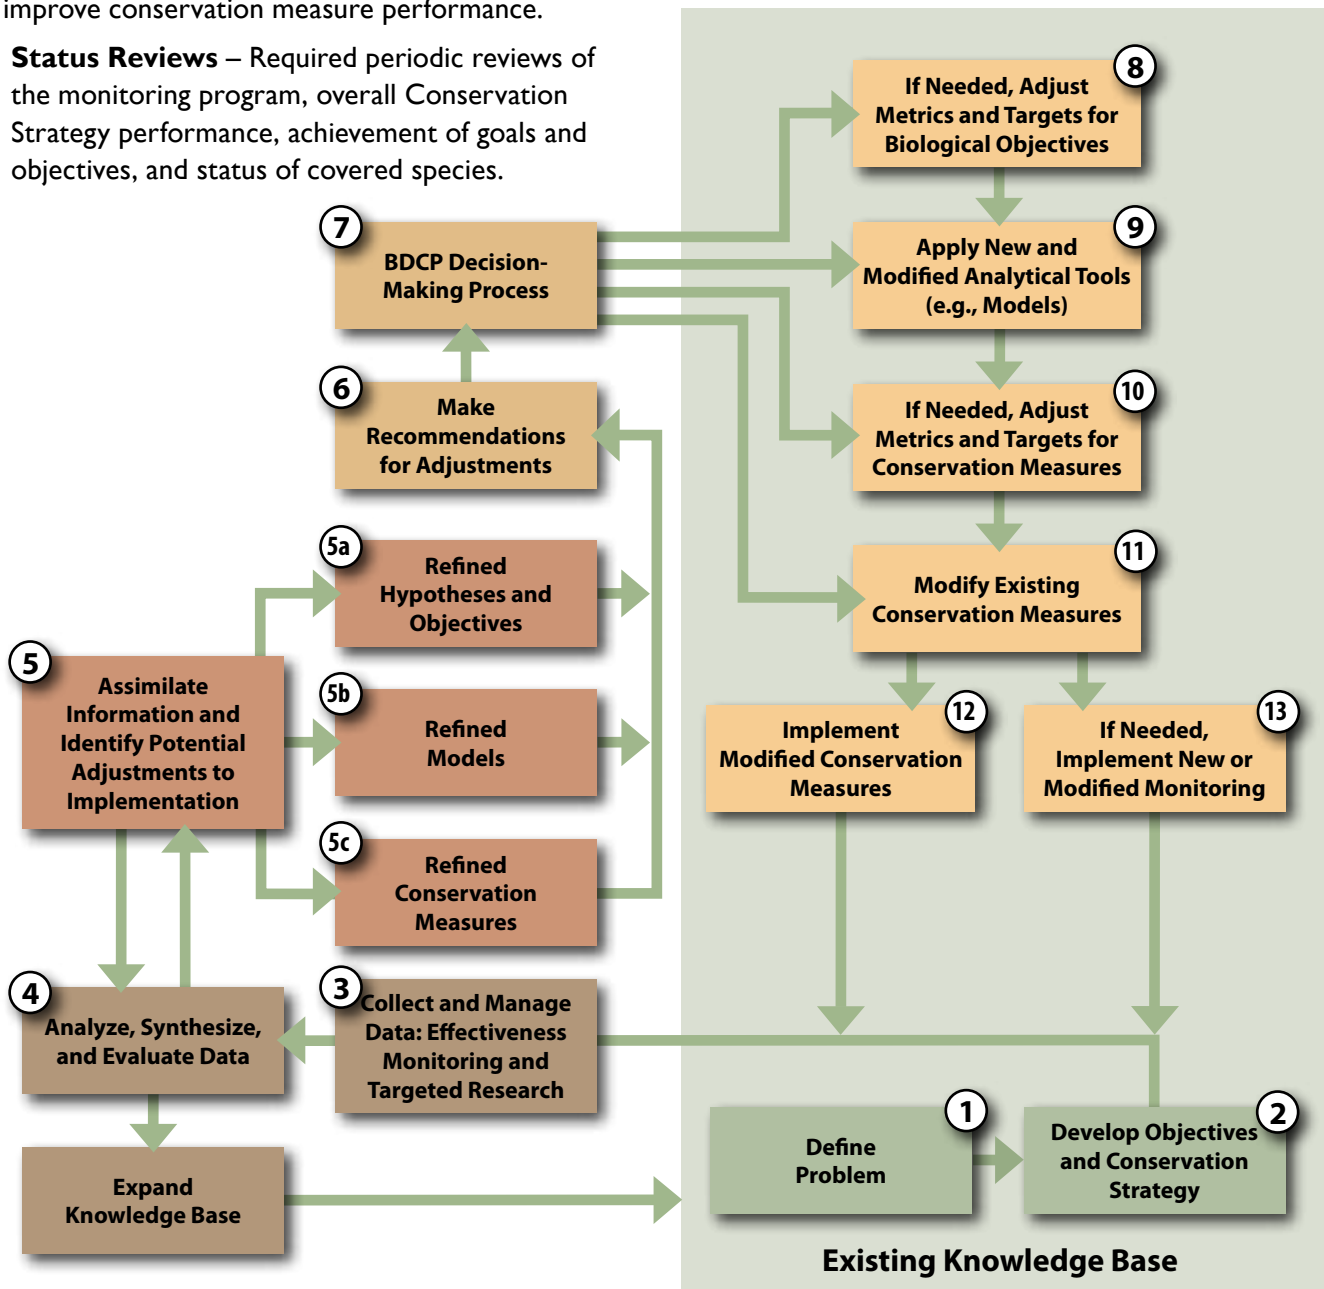 improve conservation measure performance.
Status Reviews – Required periodic reviews of
the monitoring program, overall Conservation
Strategy performance, achievement of goals and
objectives, and status of covered species.
8
If Needed, Adjust
Metrics and Targets for
Biological Objectives
7
BDCP Decision-
Making Process
9
Apply New and
Modified Analytical Tools
(e.g., Models)
6
Make
Recommendations
for Adjustments
10
If Needed, Adjust
Metrics and Targets for
Conservation Measures
5a
Refined
Hypotheses and
Objectives
11
Modify Existing
Conservation Measures
5
Assimilate
Information and
Identify Potential
Adjustments to
Implementation
5b
Refined
Models
12
Implement
Modified Conservation
Measures
13
If Needed,
Implement New or
Modified Monitoring
5c
Refined
Conservation
Measures
4
Analyze, Synthesize,
and Evaluate Data
3
Collect and Manage
Data: Effectiveness
Monitoring and
Targeted Research
1
Define
Problem
2
Develop Objectives
and Conservation
Strategy
Expand
Knowledge Base
Existing Knowledge Base